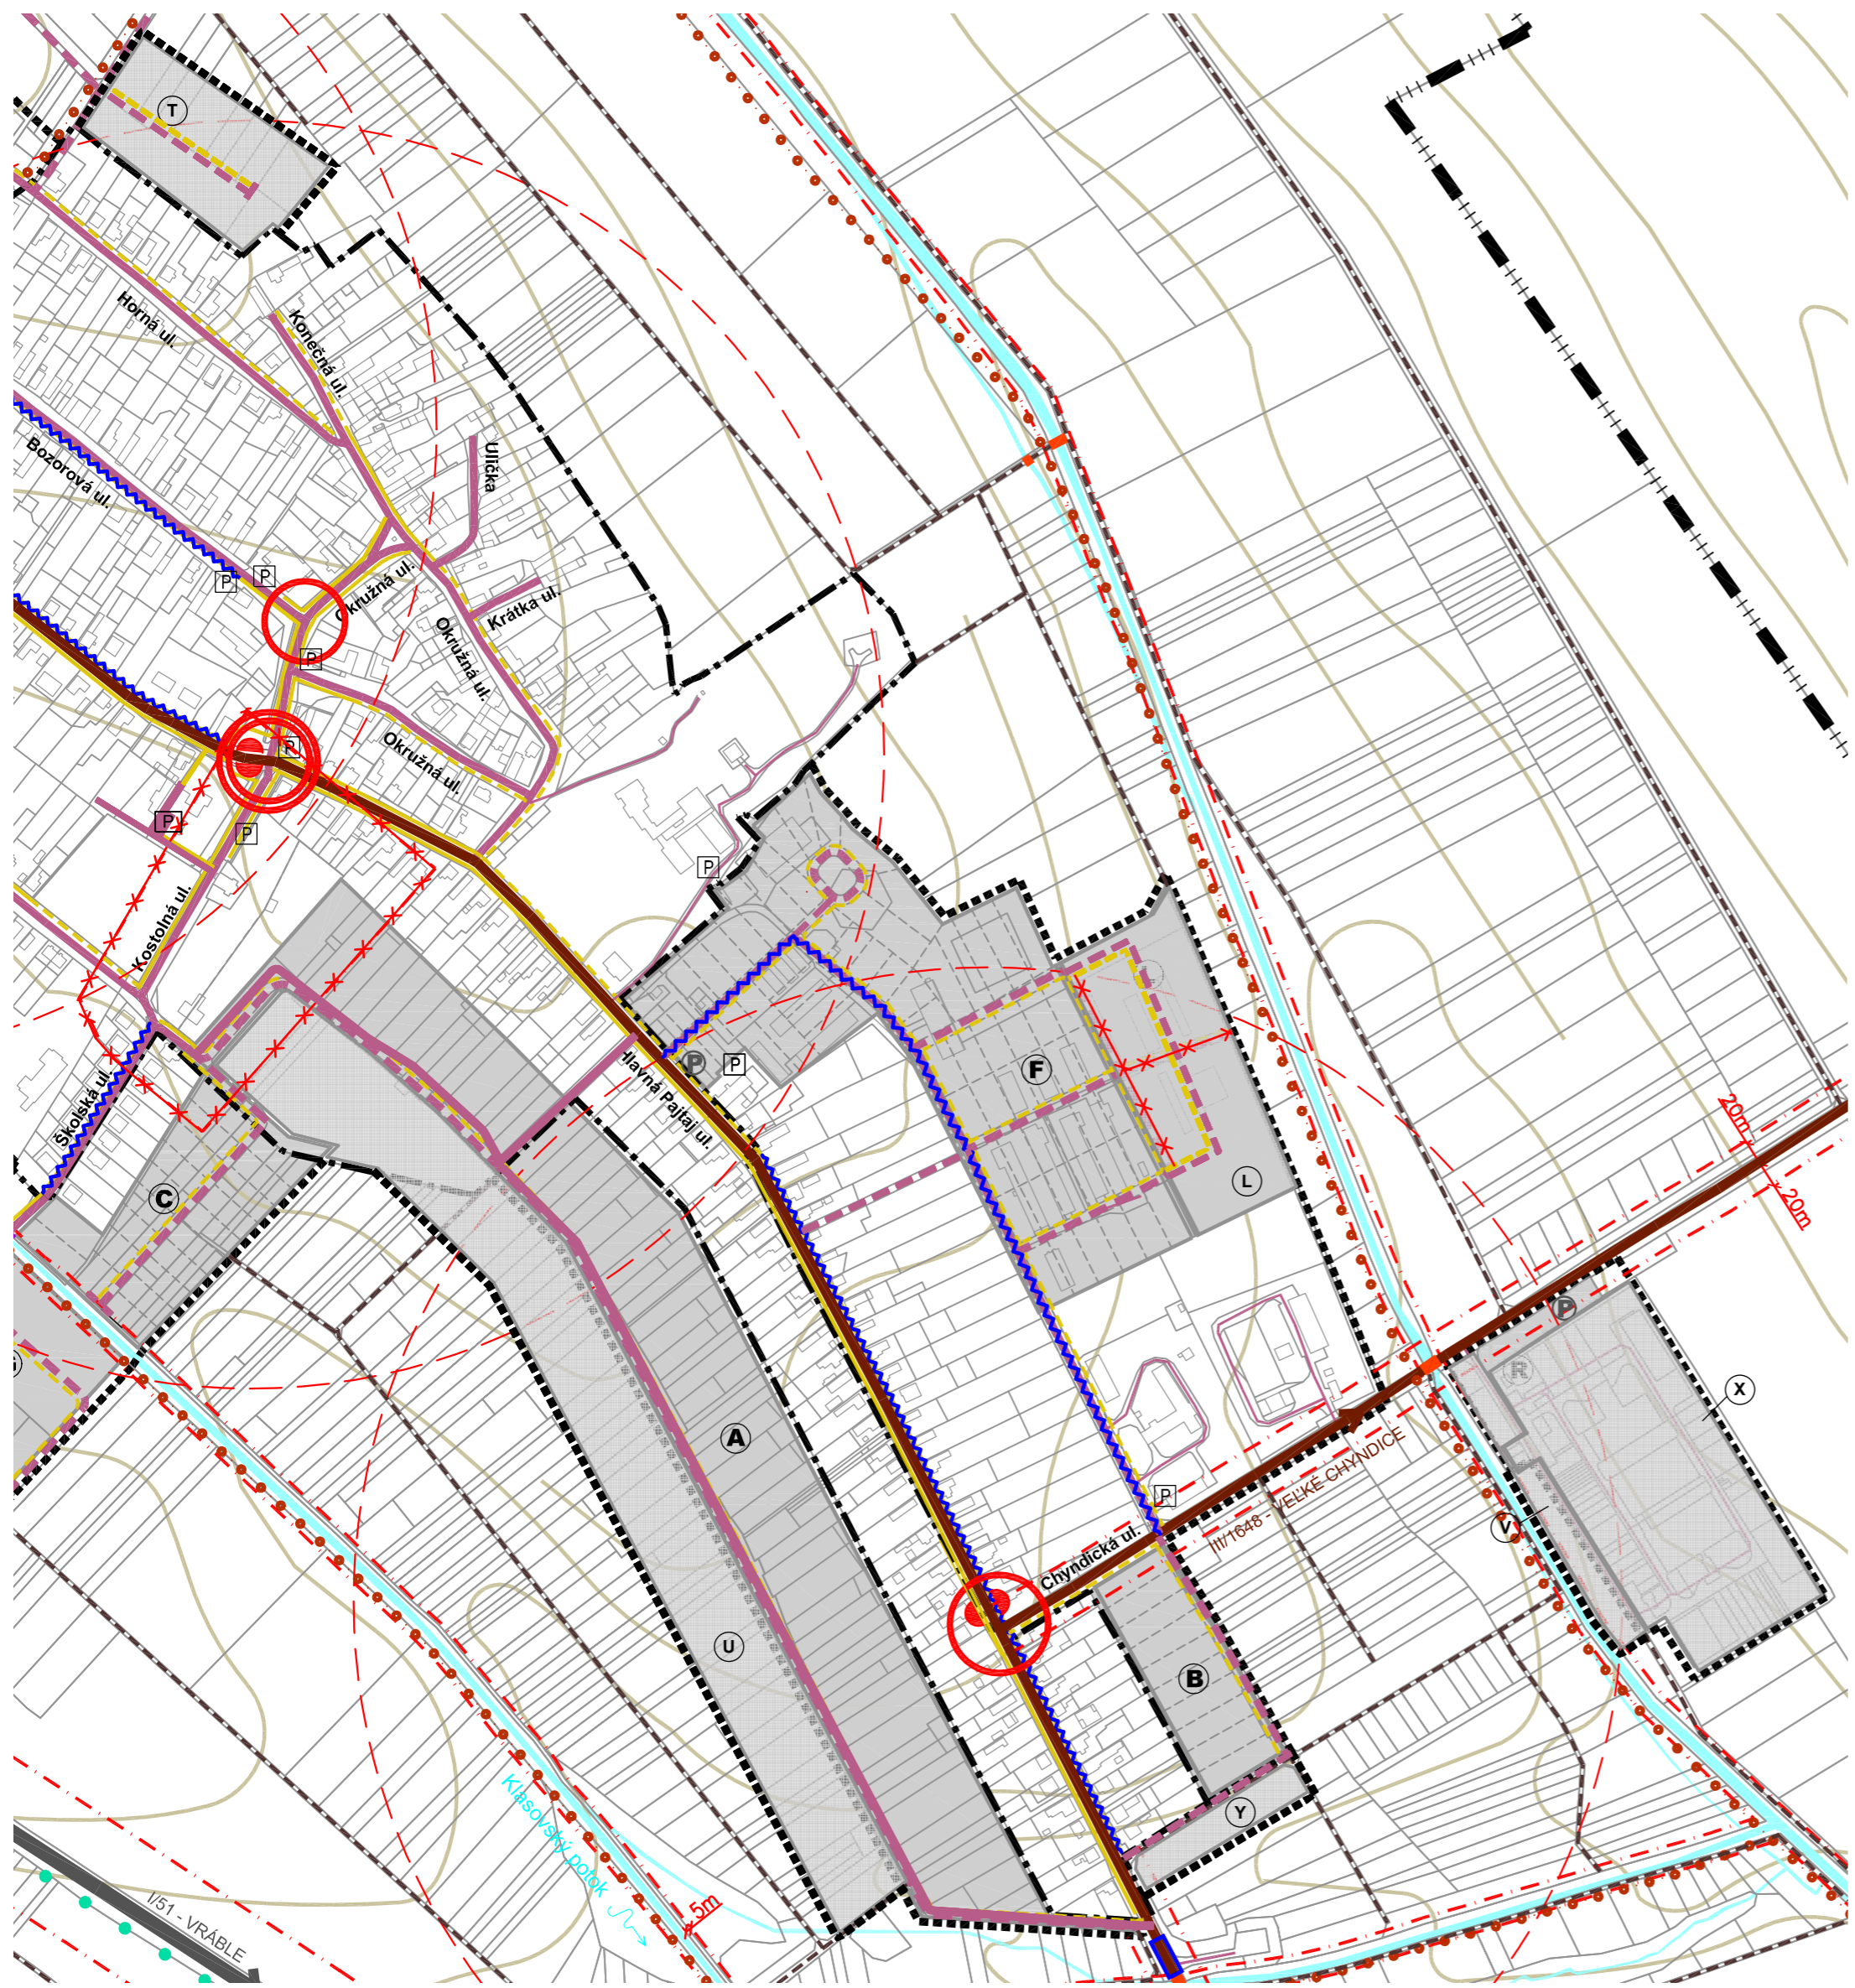 T
Horná ul.
Konečná ul.
Ulička
Bozorová ul.
P
P
Okružná ul.
Krátka ul.
P
Okružná ul.
P
Okružná ul.
P
P
P
Kostolná ul.
P
P
Hlavná Pajtaj ul.
F
Školská ul.
C
L
20m
20m
P
R
X
A
III/1648 - VEĽKÉ CHYNDICE
P
V
Chyndická ul.
U
B
Y
Klasovský potok
5m
I/51 - VRÁBLE